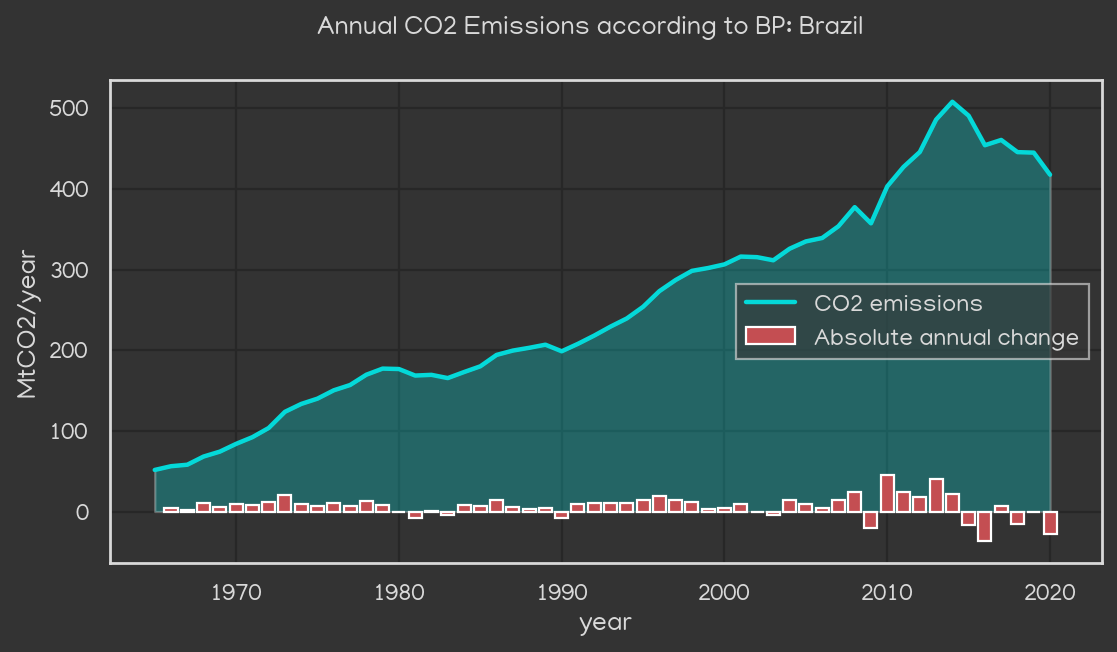 Annual CO2 Emissions according to BP: Brazil
500
400
300
200
100
0
MtCO2/year
CO2 emissions
Absolute annual change
1970 1980 1990 2000 2010 2020
year